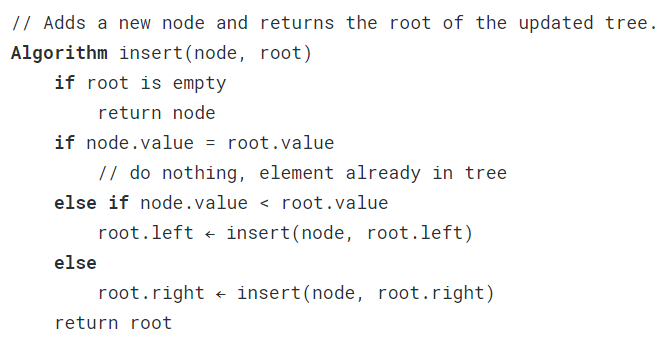 // Adds a new node and returns the root of the updated tree.
Algorithm insert(node, root)
    if root is empty
        return node
    if node.value = root.value
        // do nothing, element already in tree
    else if node.value < root.value
        root.left ← insert(node, root.left)
    else
        root.right ← insert(node, root.right)
    return root